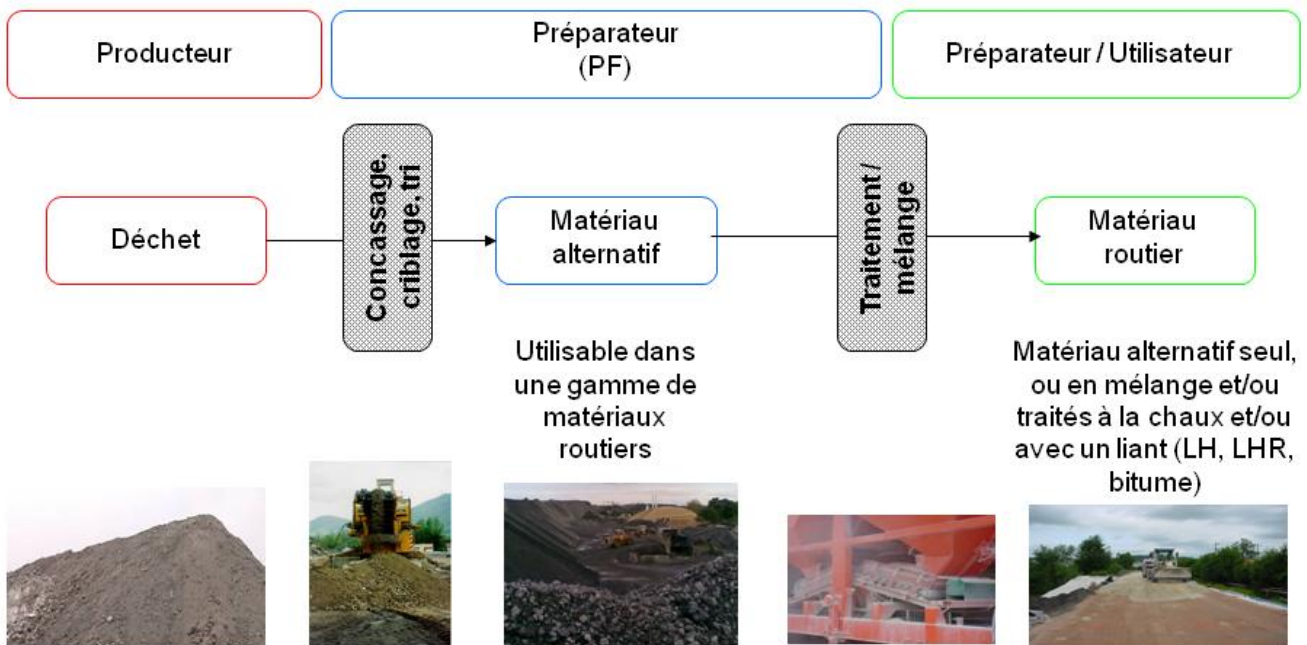 Producteur
Préparateur
(PF)
Préparateur / Utilisateur
Déchet
Concassage,
criblage, tri
Matériau
alternatif
Traitement /
mélange
Matériau
routier
Utilisable dans
une gamme de
matériaux
routiers
Matériau alternatif seul,
ou en mélange et/ou
traités à la chaux et/ou
avec un liant (LH, LHR,
bitume)